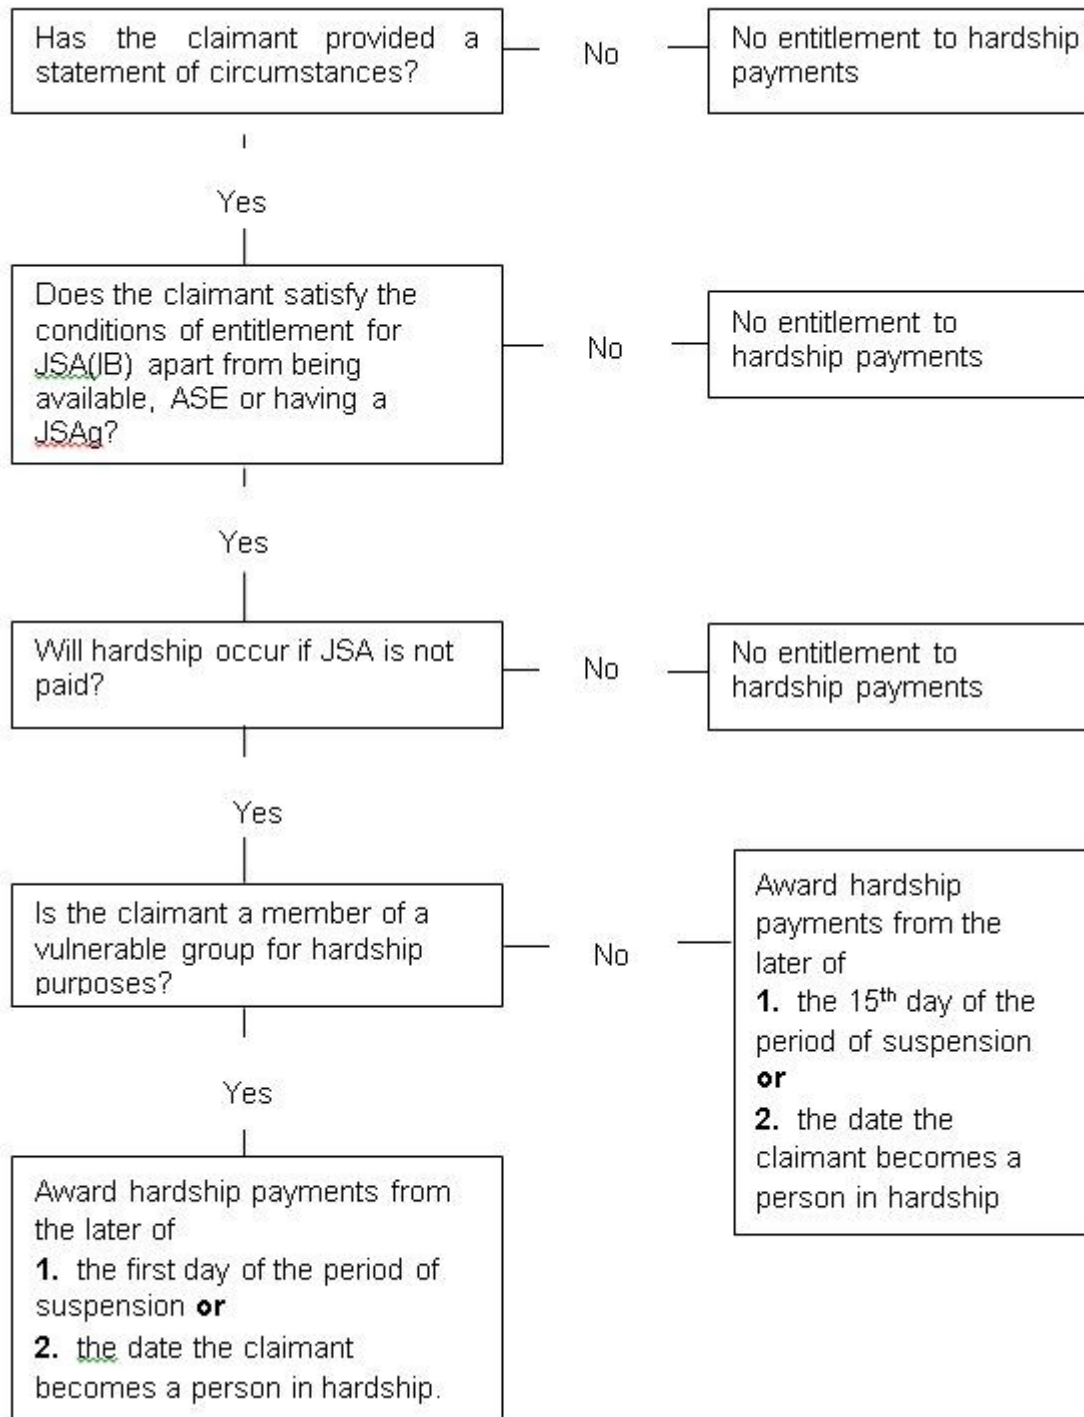 Has the claimant provided a
statement of circumstances?
No
No entitlement to hardship
payments
Yes
Does the claimant satisfy the
conditions of entitlement for
JSA(IB) apart from being
available, ASE or having a
JSAg?
No
No entitlement to
hardship payments
Yes
Will hardship occur if JSA is not
paid?
No
No entitlement to
hardship payments
Yes
Is the claimant a member of a
vulnerable group for hardship
purposes?
No
Award hardship
payments from the
later of
1. the 15th day of the
period of suspension
or
2. the date the
claimant becomes a
person in hardship
Yes
Award hardship payments from
the later of
1. the first day of the period of
suspension or
2. the date the claimant
becomes a person in hardship.